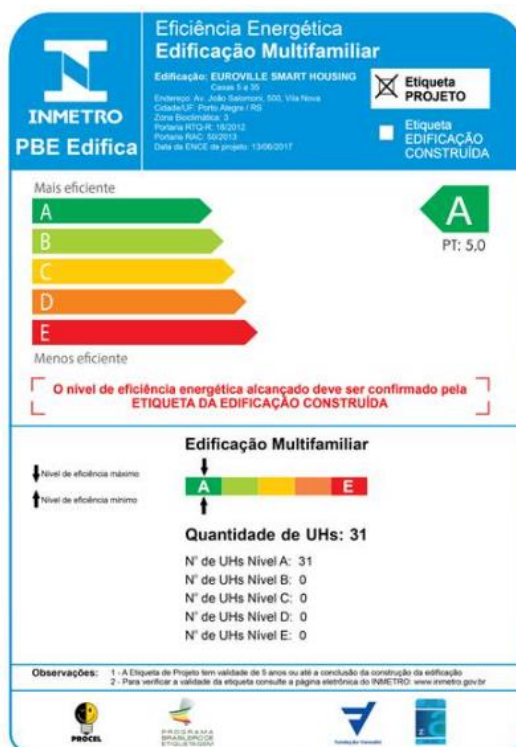 INMETRO
PBE Edifica
Eficiência Energética
Edificação Multifamiliar
Edificação: EUROVILLE SMART HOUSING
Casas 5 a 35
Endereço: Av. João Salomoni, 500, Vila Nova
Cidade/UF: Porto Alegre / RS
Zona Bioclimática: 3
Portaria RTQ-R: 18/2012
Portaria RAC: 50/2013
Data da ENCE de projeto: 13/06/2017
Etiqueta
PROJETO
Etiqueta
EDIFICAÇÃO
CONSTRUÍDA
Mais eficiente
A
B
C
D
E
Menos eficiente
A
PT: 5,0
O nível de eficiência energética alcançado deve ser confirmado pela
ETIQUETA DA EDIFICAÇÃO CONSTRUÍDA
Edificação Multifamiliar
Nível de eficiência máximo
Nível de eficiência mínimo
A E
Quantidade de UHs: 31
N° de UHs Nível A: 31
N° de UHs Nível B: 0
N° de UHs Nível C: 0
N° de UHs Nível D: 0
N° de UHs Nível E: 0
Observações: 1 - A Etiqueta de Projeto tem validade de 5 anos ou até a conclusão da construção da edificação
2 - Para verificar a validade da etiqueta consulte a página eletrônica do INMETRO: www.inmetro.gov.br
PROCEL
PROGRAMA
BRASILEIRO DE
ETIQUETAGEM